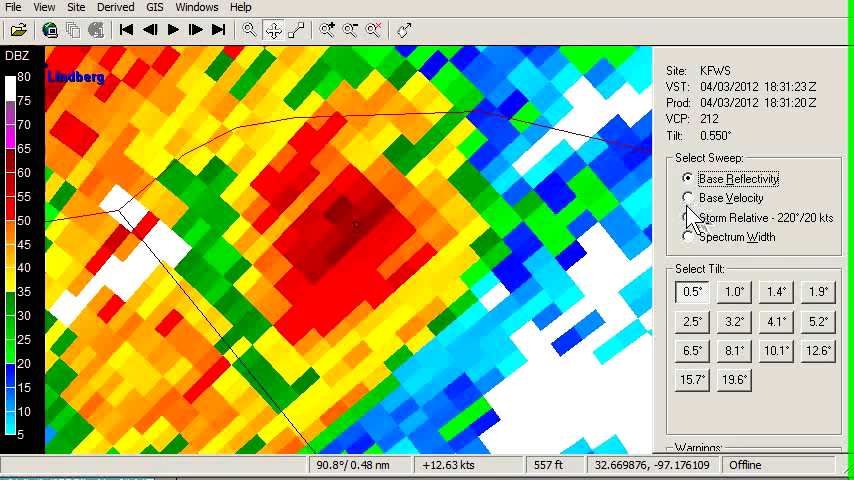 File View Site Derived GIS Windows Help
DBZ
Lindberg
80
75
70
65
60
55
50
45
40
35
30
25
20
15
10
5
Site: KFWS
VST: 04/03/2012 18:31:23Z
Prod: 04/03/2012 18:31:20Z
VCP: 212
Tilt: 0.550°
Select Sweep:
Base Reflectivity
Base Velocity
Storm Relative - 220°/20 kts
Spectrum Width
Select Tilt:
0.5° 1.0° 1.4° 1.9°
2.5° 3.2° 4.1° 5.2°
6.5° 8.1° 10.1° 12.6°
15.7° 19.6°
Warnings:
90.8°/ 0.48 nm +12.63 kts 557 ft 32.669876, -97.176109 Offline